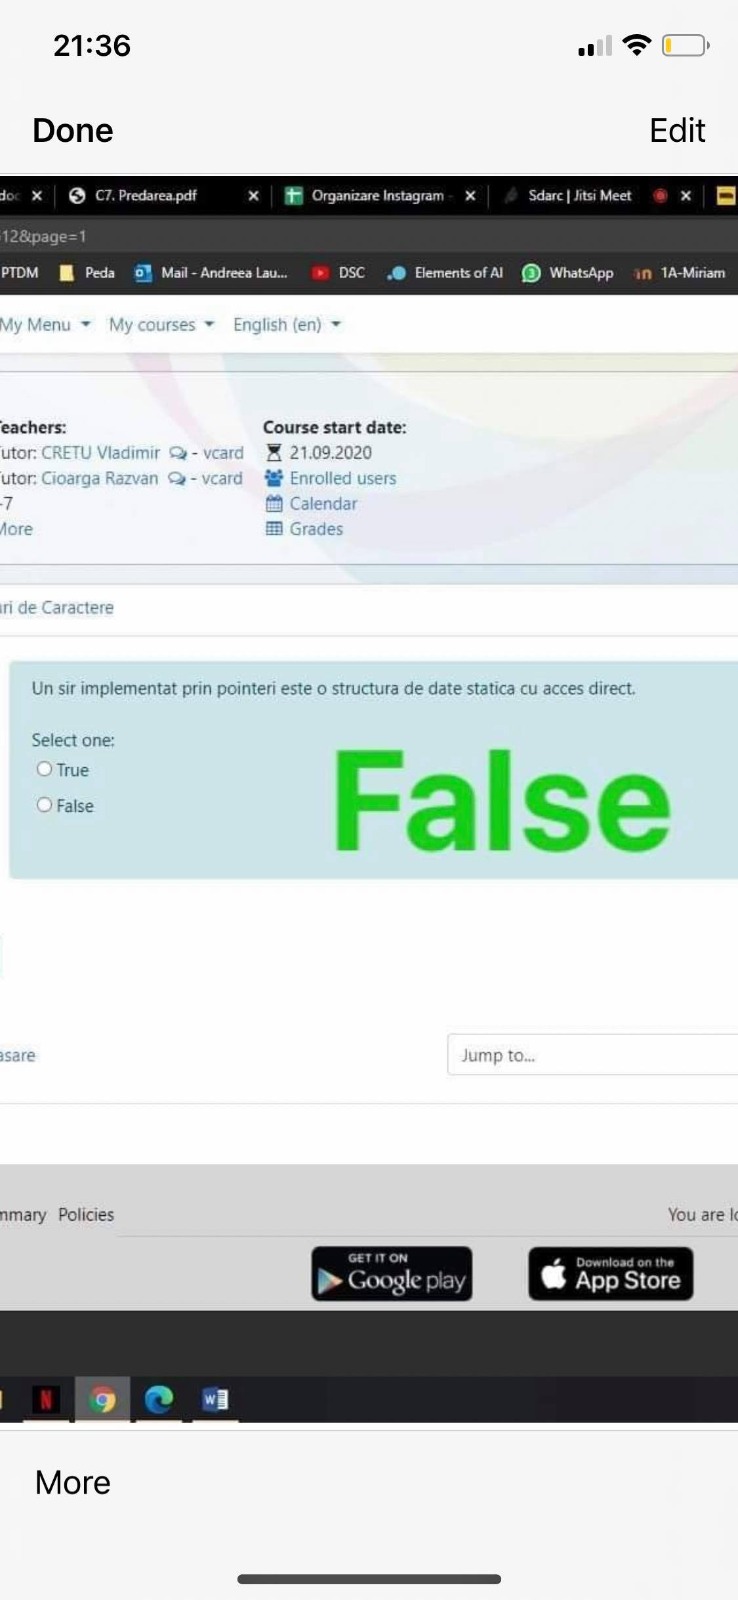 21:36
Done
Edit
doc
C7. Predarea.pdf
Organizare Instagram
Sdarc | Jitsi Meet
12&page=1
PTDM
Peda
Mail - Andreea Lau...
DSC
Elements of AI
3
WhatsApp
1A-Miriam
My Menu
My courses
English (en)
Teachers:
Course start date:
utor: CRETU Vladimir - vcard
21.09.2020
utor: Cioarga Razvan - vcard
Enrolled users
-7
Calendar
More
Grades
uri de Caractere
Un sir implementat prin pointeri este o structura de date statica cu acces direct.
Select one:
True
False
False
asare
Jump to...
mmary
Policies
You are lo
GET IT ON
Google play
Download on the
App Store
N
W
More